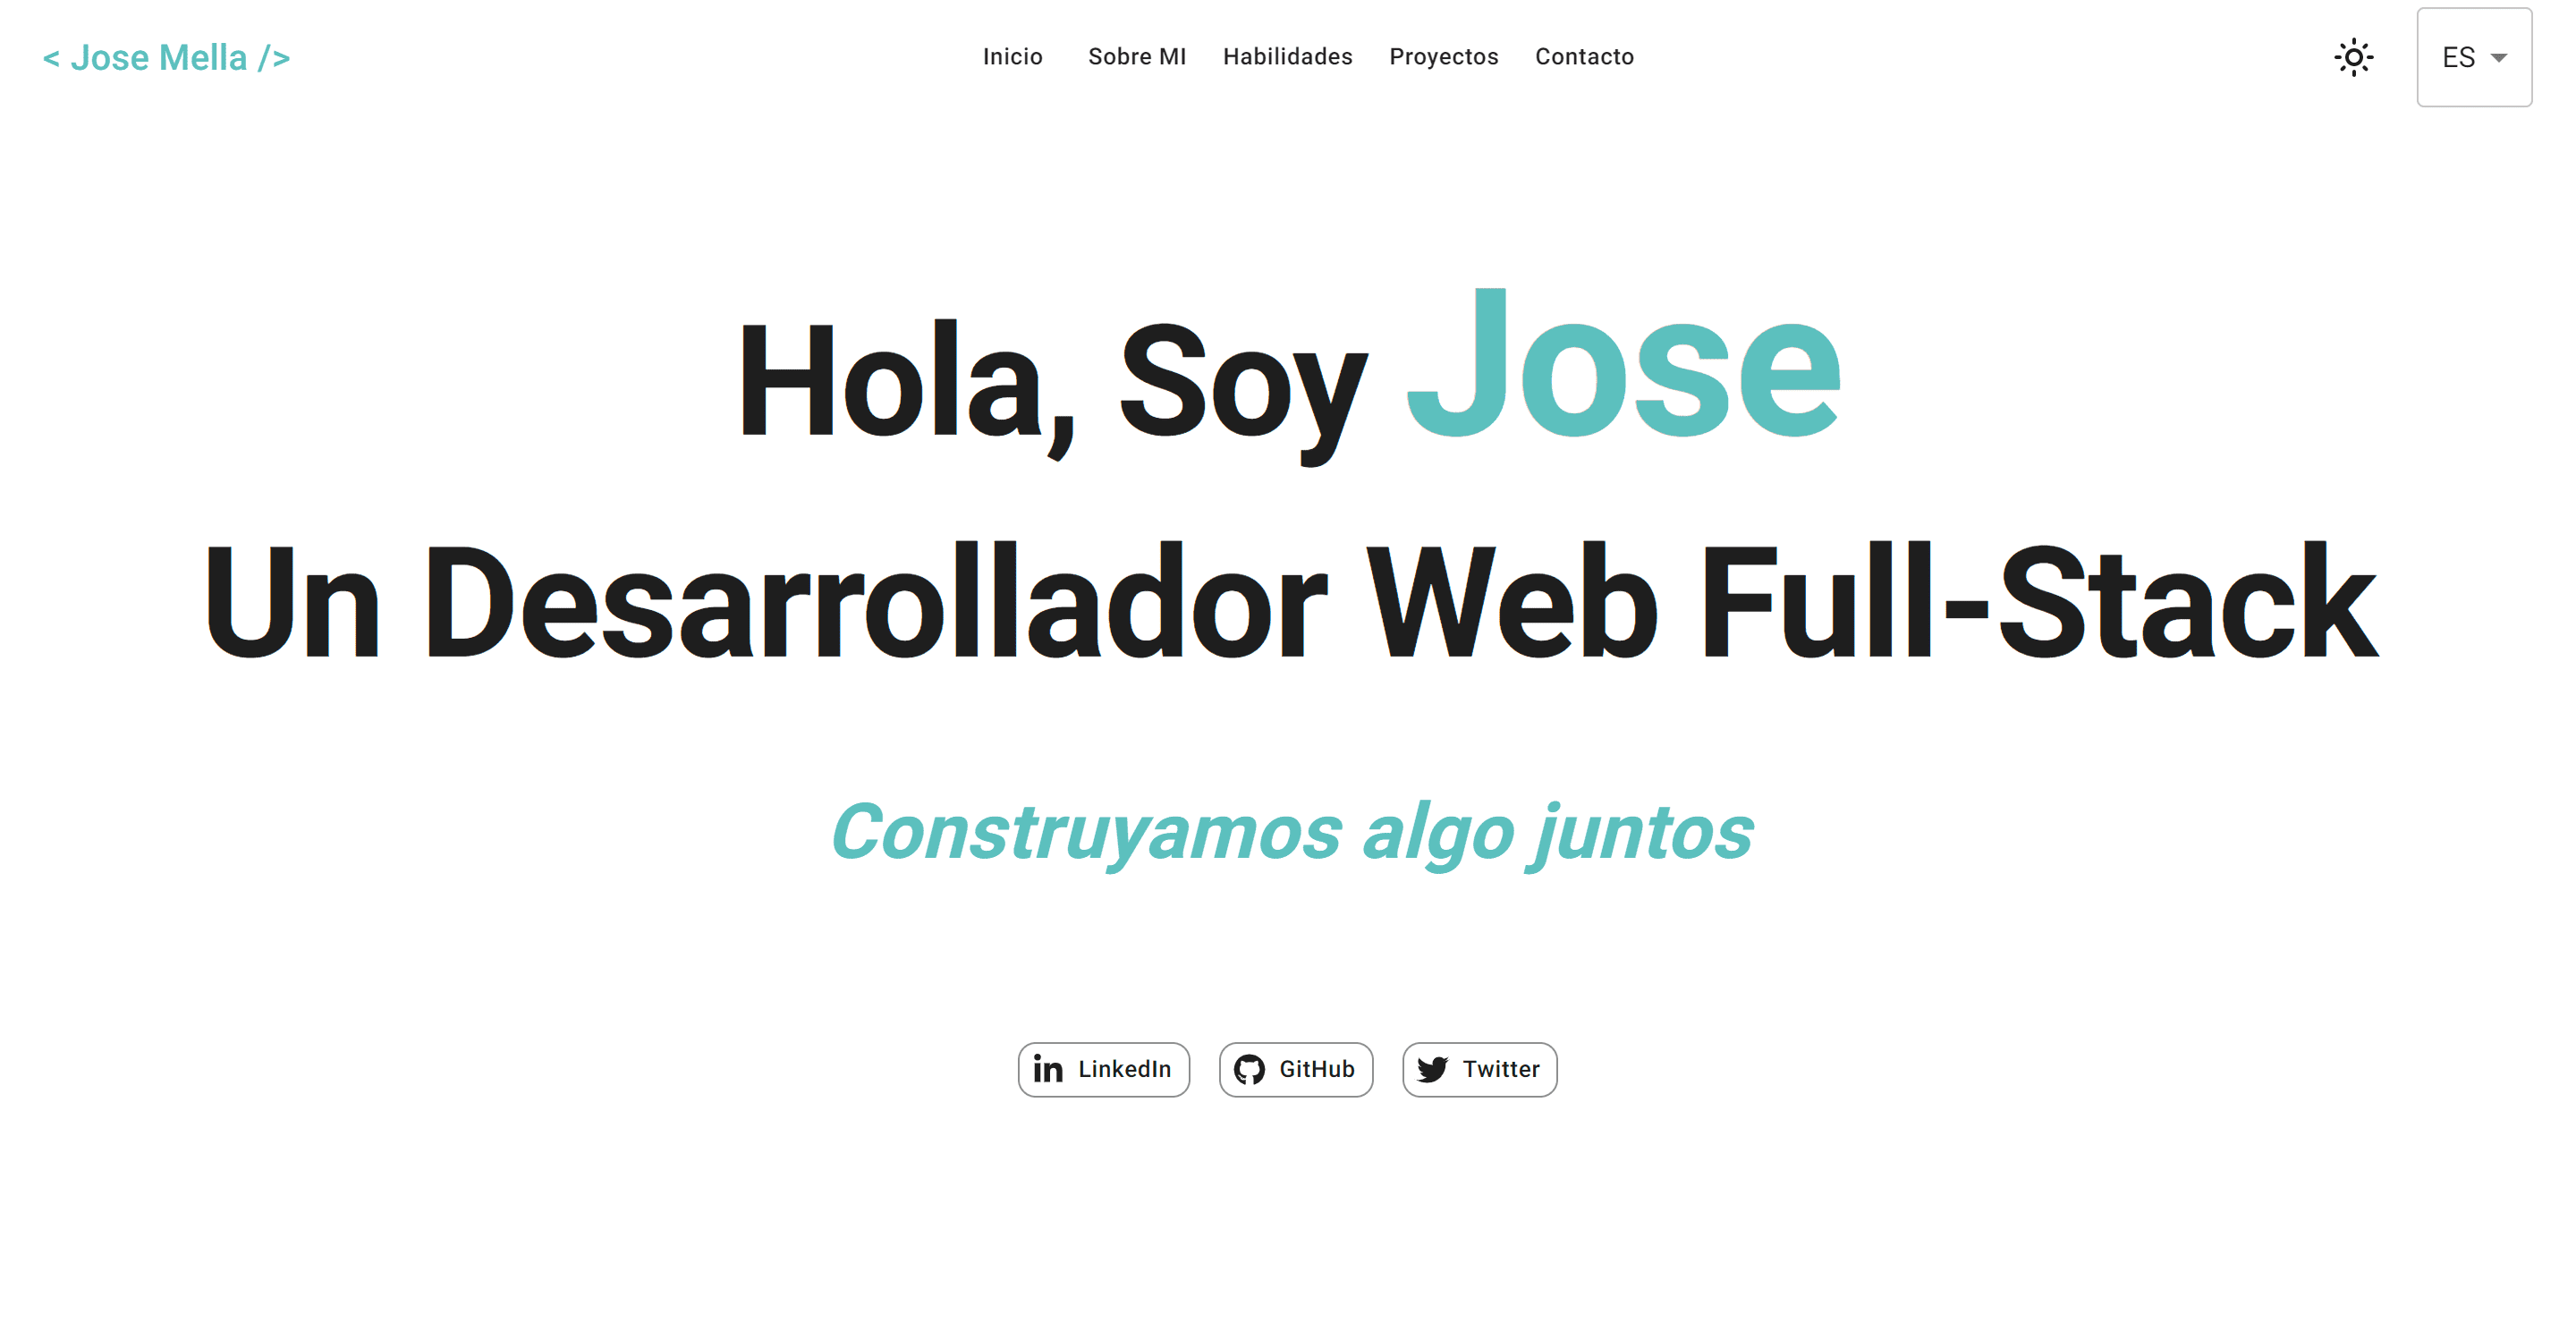 < Jose Mella />
Inicio Sobre MI Habilidades Proyectos Contacto
ES
Hola, Soy Jose
Un Desarrollador Web Full-Stack
Construyamos algo juntos
LinkedIn GitHub Twitter